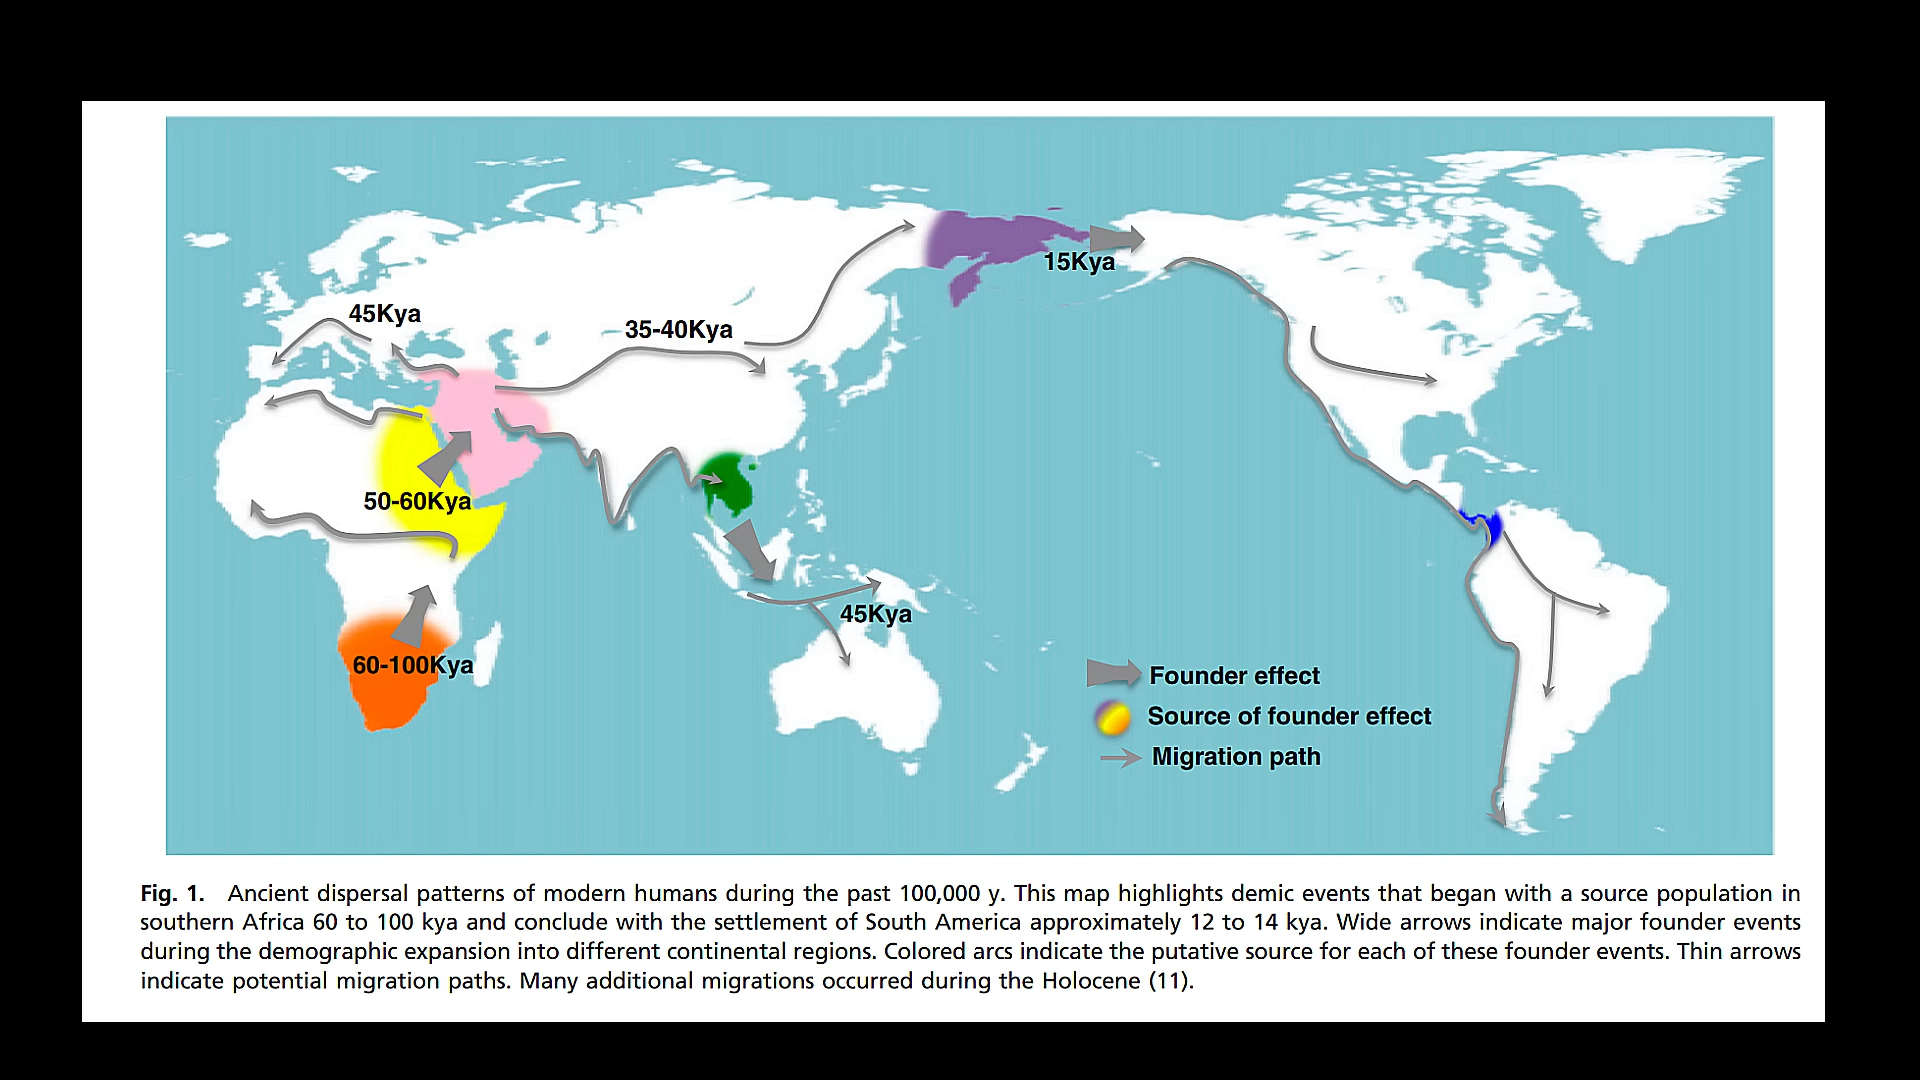 15Kya
45Kya
35-40Kya
50-60Kya
45Kya
60-100Kya
Founder effect
Source of founder effect
Migration path
Fig. 1. Ancient dispersal patterns of modern humans during the past 100,000 y. This map highlights demic events that began with a source population in
southern Africa 60 to 100 kya and conclude with the settlement of South America approximately 12 to 14 kya. Wide arrows indicate major founder events
during the demographic expansion into different continental regions. Colored arcs indicate the putative source for each of these founder events. Thin arrows
indicate potential migration paths. Many additional migrations occurred during the Holocene (11).